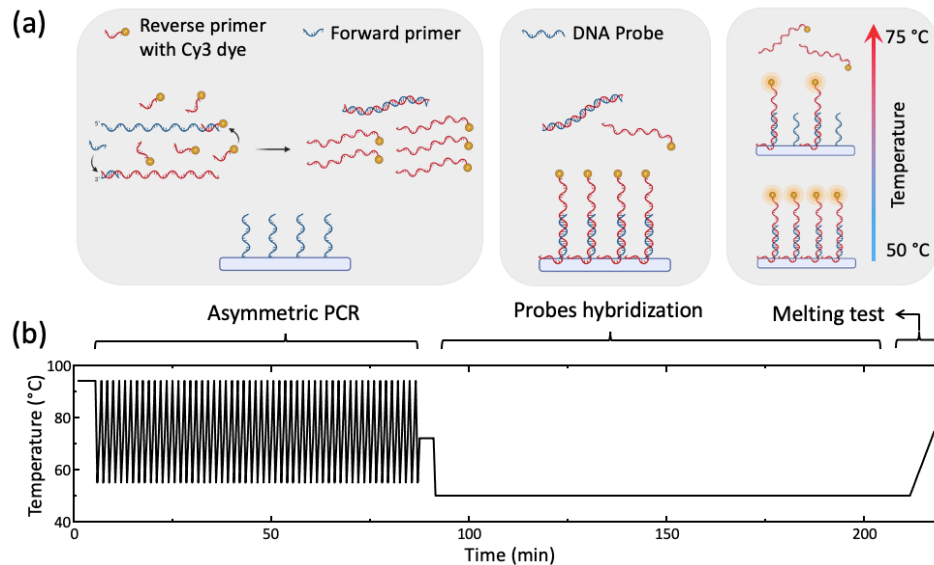 (a)
Reverse primer
with Cy3 dye
Forward primer
DNA Probe
75 °C
Temperature
50 °C
5'
3'
Asymmetric PCR
Probes hybridization
Melting test
(b)
100
80
60
40
Temperature (°C)
0
50
100
150
200
Time (min)